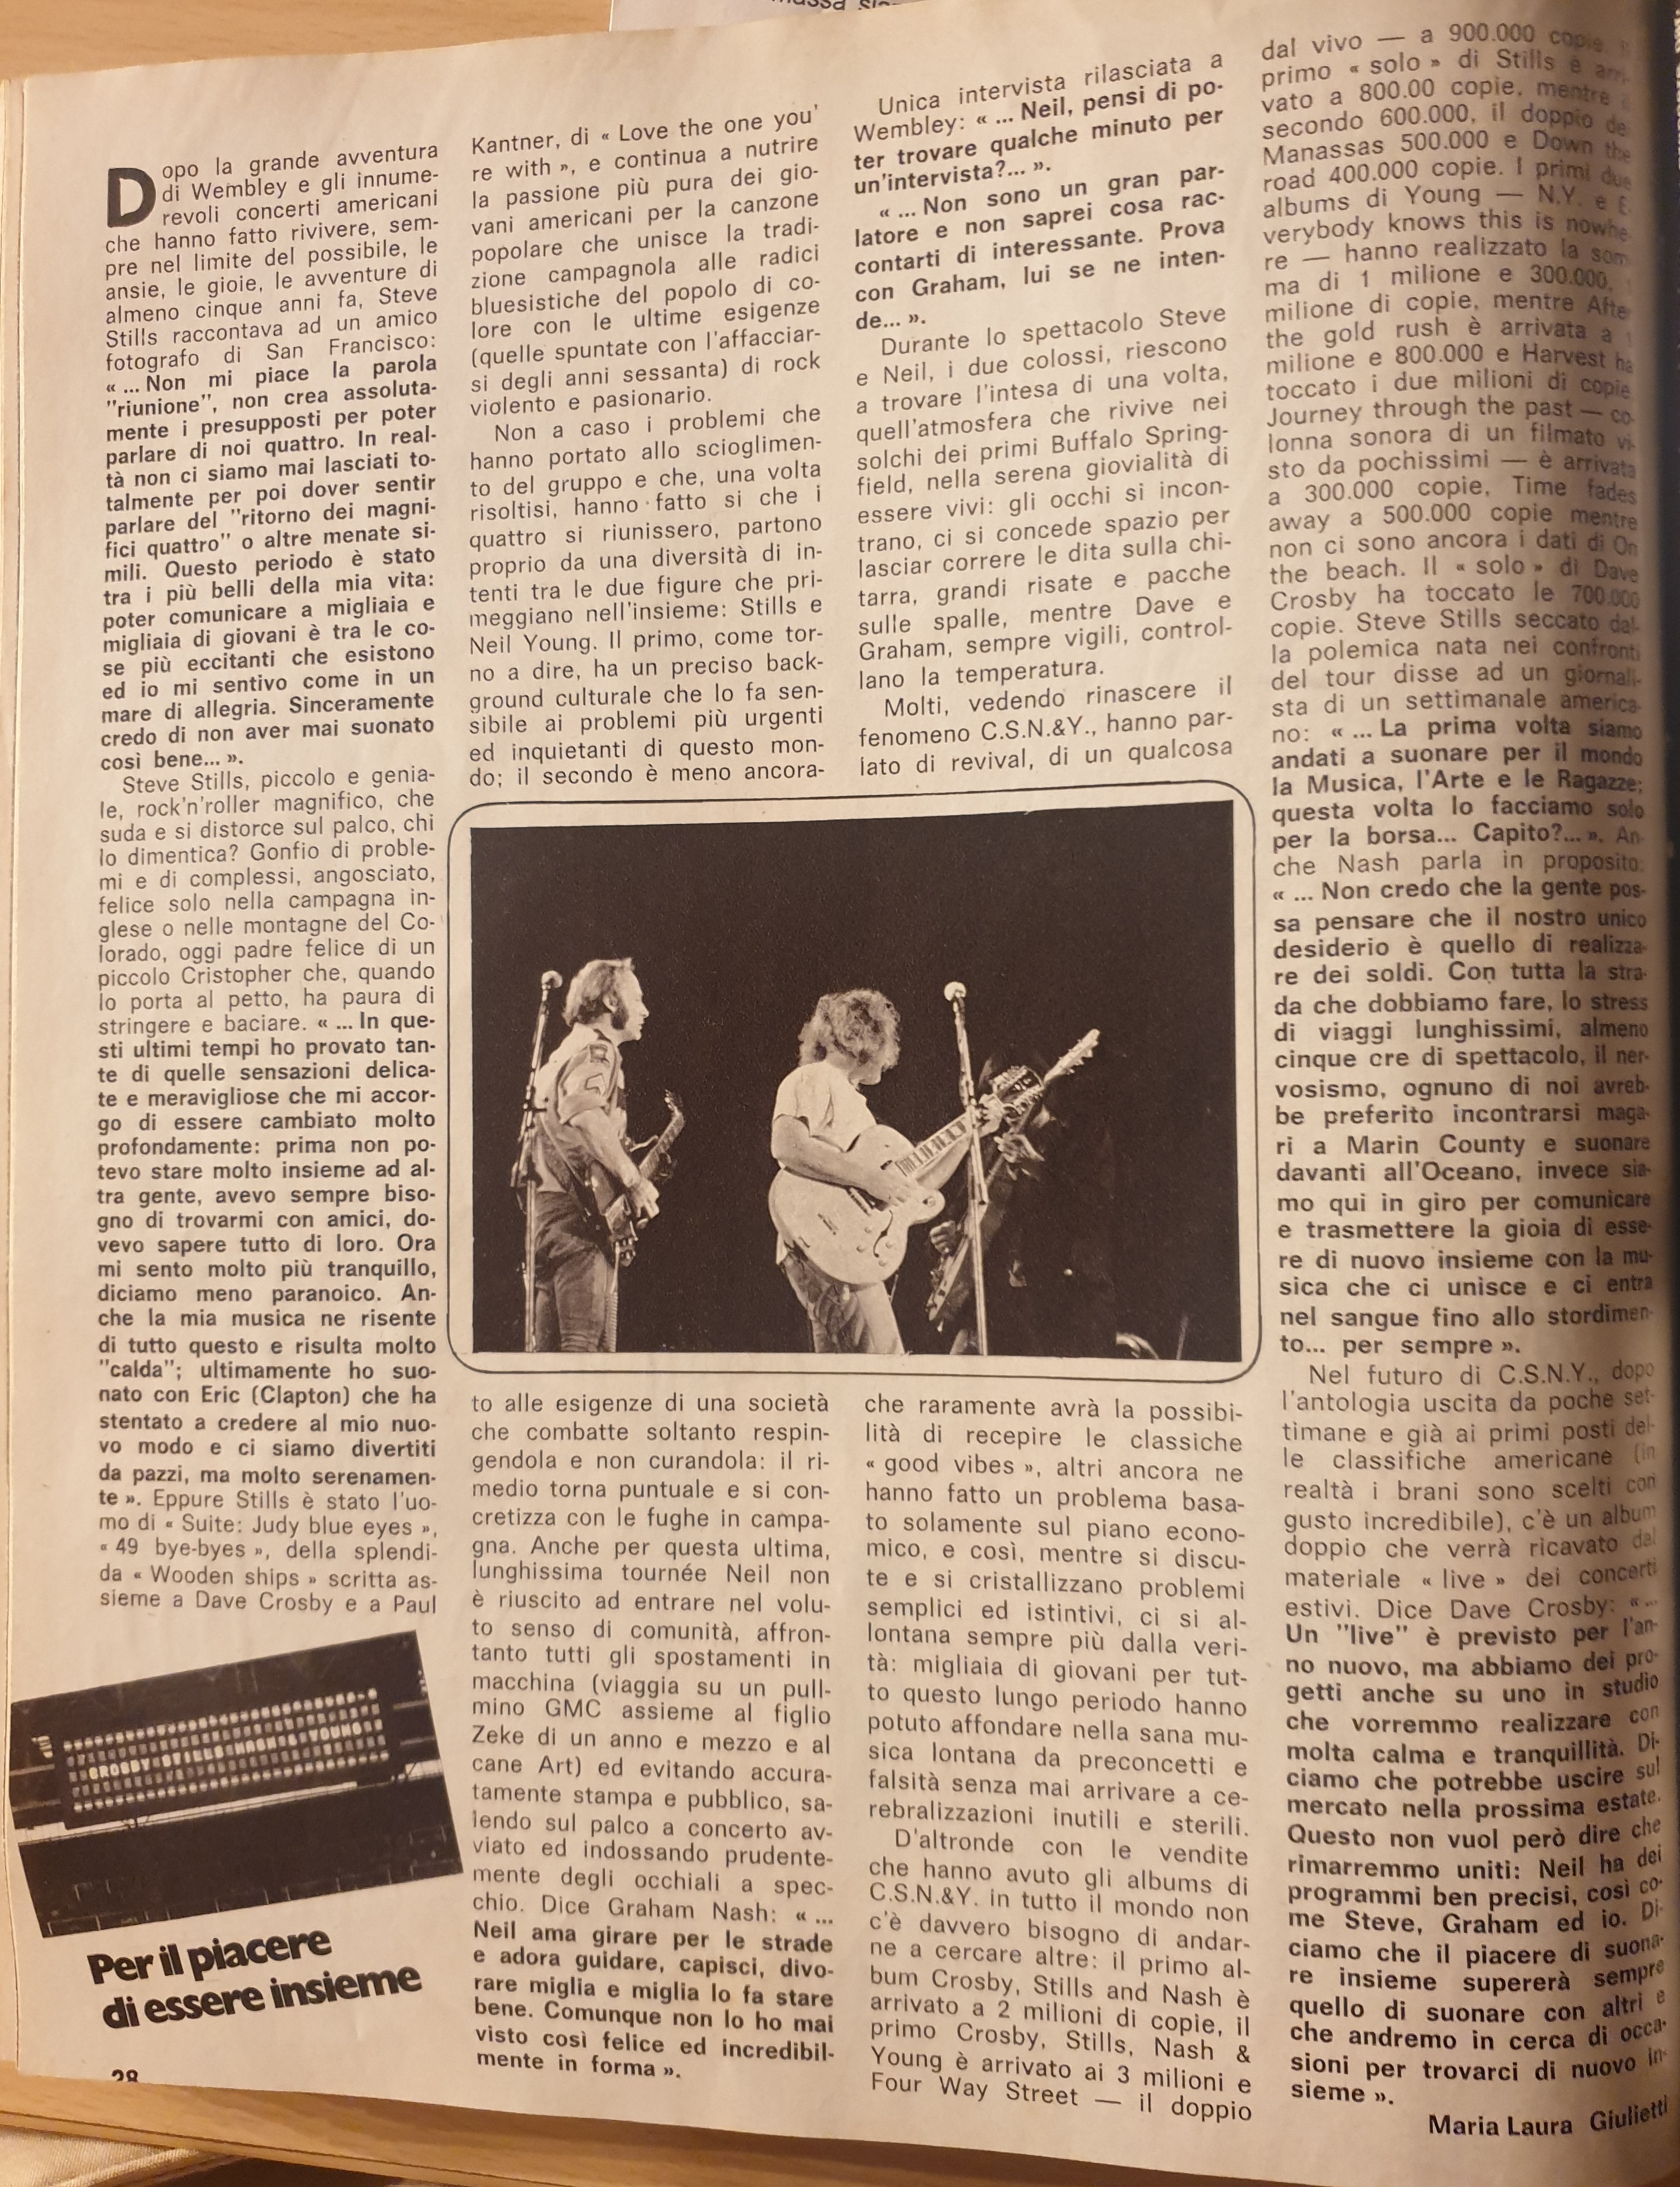 Dopo la grande avventura
di Wembley e gli innume-
revoli concerti americani
che hanno fatto rivivere, sem-
pre nel limite del possibile, le
ansie, le gioie, le avventure di
almeno cinque anni fa, Steve
Stills raccontava ad un amico
fotografo di San Francisco:
« ... Non mi piace la parola
"riunione", non crea assoluta-
mente i presupposti per poter
parlare di noi quattro. In real-
tà non ci siamo mai lasciati to-
talmente per poi dover sentir
parlare del "ritorno dei magni-
fici quattro" o altre menate si-
mili. Questo periodo è stato
tra i più belli della mia vita:
poter comunicare a migliaia e
migliaia di giovani è tra le co-
se più eccitanti che esistono
ed io mi sentivo come in un
mare di allegria. Sinceramente
credo di non aver mai suonato
così bene... ».
Steve Stills, piccolo e genia-
le, rock'n'roller magnifico, che
suda e si distorce sul palco, chi
lo dimentica? Gonfio di proble-
mi e di complessi, angosciato,
felice solo nella campagna in-
glese o nelle montagne del Co-
lorado, oggi padre felice di un
piccolo Cristopher che, quando
lo porta al petto, ha paura di
stringere e baciare. « ... In que-
sti ultimi tempi ho provato tan-
te di quelle sensazioni delica-
te e meravigliose che mi accor-
go di essere cambiato molto
profondamente: prima non po-
tevo stare molto insieme ad al-
tra gente, avevo sempre biso-
gno di trovarmi con amici, do-
vevo sapere tutto di loro. Ora
mi sento molto più tranquillo,
diciamo meno paranoico. An-
che la mia musica ne risente
di tutto questo e risulta molto
"calda"; ultimamente ho suo-
nato con Eric (Clapton) che ha
stentato a credere al mio nuo-
vo modo e ci siamo divertiti
da pazzi, ma molto serenamen-
te ». Eppure Stills è stato l'uo-
mo di « Suite: Judy blue eyes »,
« 49 bye-byes », della splendi-
da « Wooden ships » scritta as-
sieme a Dave Crosby e a Paul
CROSBY STILLS NASH YOUNG
Per il piacere
di essere insieme
28
Kantner, di « Love the one you'
re with », e continua a nutrire
la passione più pura dei gio-
vani americani per la canzone
popolare che unisce la tradi-
zione campagnola alle radici
bluesistiche del popolo di co-
lore con le ultime esigenze
(quelle spuntate con l'affacciar-
si degli anni sessanta) di rock
violento e pasionario.
Non a caso i problemi che
hanno portato allo scioglimen-
to del gruppo e che, una volta
risoltisi, hanno fatto si che i
quattro si riunissero, partono
proprio da una diversità di in-
tenti tra le due figure che pri-
meggiano nell'insieme: Stills e
Neil Young. Il primo, come tor-
no a dire, ha un preciso back-
ground culturale che lo fa sen-
sibile ai problemi più urgenti
ed inquietanti di questo mon-
do; il secondo è meno ancora-
to alle esigenze di una società
che combatte soltanto respin-
gendola e non curandola: il ri-
medio torna puntuale e si con-
cretizza con le fughe in campa-
gna. Anche per questa ultima,
lunghissima tournée Neil non
è riuscito ad entrare nel volu-
to senso di comunità, affron-
tanto tutti gli spostamenti in
macchina (viaggia su un pull-
mino GMC assieme al figlio
Zeke di un anno e mezzo e al
cane Art) ed evitando accura-
tamente stampa e pubblico, sa-
lendo sul palco a concerto av-
viato ed indossando prudente-
mente degli occhiali a spec-
chio. Dice Graham Nash: « ...
Neil ama girare per le strade
e adora guidare, capisci, divo-
rare miglia e miglia lo fa stare
bene. Comunque non lo ho mai
visto così felice ed incredibil-
mente in forma ».
Unica intervista rilasciata a
Wembley: « ... Neil, pensi di po-
ter trovare qualche minuto per
un'intervista?... ».
« ... Non sono un gran par-
latore e non saprei cosa rac-
contarti di interessante. Prova
con Graham, lui se ne inten-
de... ».
Durante lo spettacolo Steve
e Neil, i due colossi, riescono
a trovare l'intesa di una volta,
quell'atmosfera che rivive nei
solchi dei primi Buffalo Spring-
field, nella serena giovialità di
essere vivi: gli occhi si incon-
trano, ci si concede spazio per
lasciar correre le dita sulla chi-
tarra, grandi risate e pacche
sulle spalle, mentre Dave e
Graham, sempre vigili, control-
lano la temperatura.
Molti, vedendo rinascere il
fenomeno C.S.N.&Y., hanno par-
lato di revival, di un qualcosa
che raramente avrà la possibi-
lità di recepire le classiche
« good vibes », altri ancora ne
hanno fatto un problema basa-
to solamente sul piano econo-
mico, e così, mentre si discu-
te e si cristallizzano problemi
semplici ed istintivi, ci si al-
lontana sempre più dalla veri-
tà: migliaia di giovani per tut-
to questo lungo periodo hanno
potuto affondare nella sana mu-
sica lontana da preconcetti e
falsità senza mai arrivare a ce-
rebralizzazioni inutili e sterili.
D'altronde con le vendite
che hanno avuto gli albums di
C.S.N.&Y. in tutto il mondo non
c'è davvero bisogno di andar-
ne a cercare altre: il primo al-
bum Crosby, Stills and Nash è
arrivato a 2 milioni di copie, il
primo Crosby, Stills, Nash &
Young è arrivato ai 3 milioni e
Four Way Street — il doppio
dal vivo — a 900.000 copie,
primo « solo » di Stills è arri-
vato a 800.00 copie, mentre
secondo 600.000, il doppio de
Manassas 500.000 e Down the
road 400.000 copie. I primi due
albums di Young — N.Y. e E-
verybody knows this is nowhe-
re — hanno realizzato la som-
ma di 1 milione e 300.000,
milione di copie, mentre After
the gold rush è arrivata a 1
milione e 800.000 e Harvest ha
toccato i due milioni di copie
Journey through the past — co-
lonna sonora di un filmato vi-
sto da pochissimi — è arrivata
a 300.000 copie, Time fades
away a 500.000 copie mentre
non ci sono ancora i dati di On
the beach. Il « solo » di Dave
Crosby ha toccato le 700.000
copie. Steve Stills seccato dal-
la polemica nata nei confronti
del tour disse ad un giornali-
sta di un settimanale america-
no: « ... La prima volta siamo
andati a suonare per il mondo
la Musica, l'Arte e le Ragazze;
questa volta lo facciamo solo
per la borsa... Capito?... ». An-
che Nash parla in proposito:
« ... Non credo che la gente pos-
sa pensare che il nostro unico
desiderio è quello di realizza-
re dei soldi. Con tutta la stra-
da che dobbiamo fare, lo stress
di viaggi lunghissimi, almeno
cinque cre di spettacolo, il ner-
vosismo, ognuno di noi avreb-
be preferito incontrarsi maga-
ri a Marin County e suonare
davanti all'Oceano, invece sia-
mo qui in giro per comunicare
e trasmettere la gioia di esse-
re di nuovo insieme con la mu-
sica che ci unisce e ci entra
nel sangue fino allo stordimen-
to... per sempre ».
Nel futuro di C.S.N.Y., dopo
l'antologia uscita da poche set-
timane e già ai primi posti del-
le classifiche americane (in
realtà i brani sono scelti con
gusto incredibile), c'è un album
doppio che verrà ricavato dal
materiale « live » dei concerti
estivi. Dice Dave Crosby: « ...
Un "live" è previsto per l'an-
no nuovo, ma abbiamo dei pro-
getti anche su uno in studio
che vorremmo realizzare con
molta calma e tranquillità. Di-
ciamo che potrebbe uscire sul
mercato nella prossima estate.
Questo non vuol però dire che
rimarremmo uniti: Neil ha dei
programmi ben precisi, così co-
me Steve, Graham ed io. Di-
ciamo che il piacere di suona-
re insieme supererà sempre
quello di suonare con altri e
che andremo in cerca di occa-
sioni per trovarci di nuovo in-
sieme ».
Maria Laura Giulietti